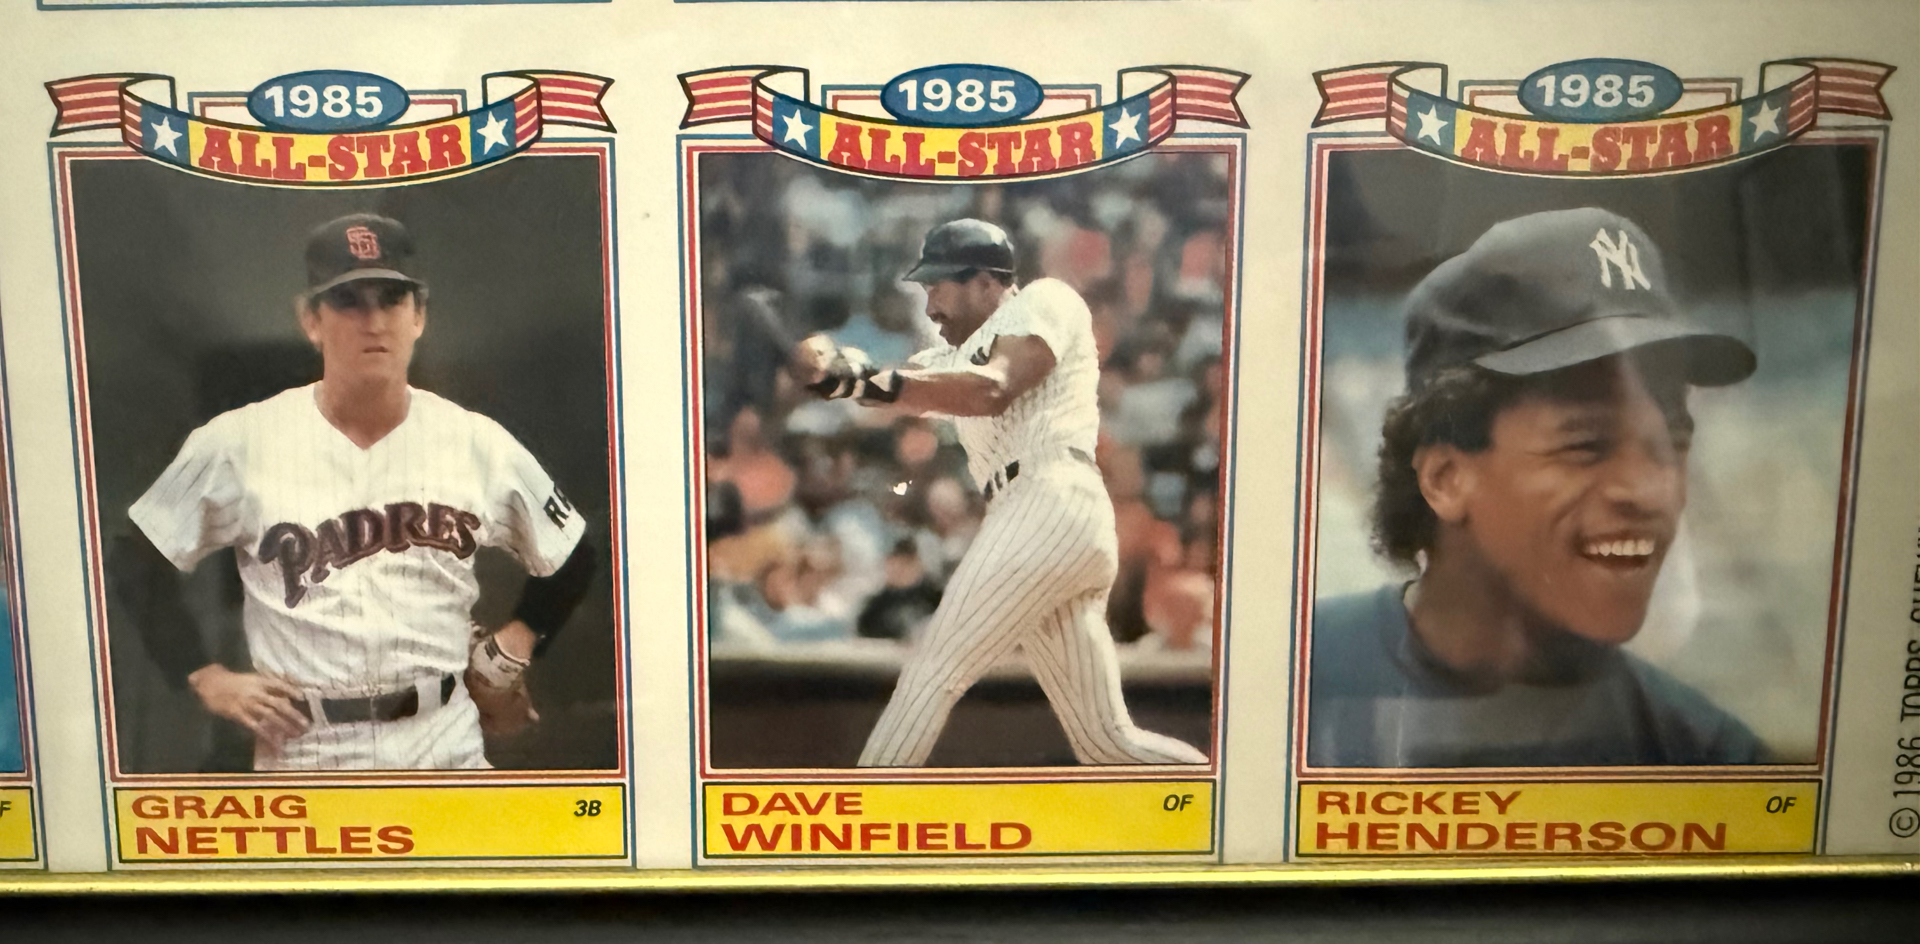 1985
ALL-STAR
SD
PADRES
GRAIG
NETTLES
3B
1985
ALL-STAR
DAVE
WINFIELD
OF
1985
ALL-STAR
NY
RICKEY
HENDERSON
OF
© 1986 TOPPS